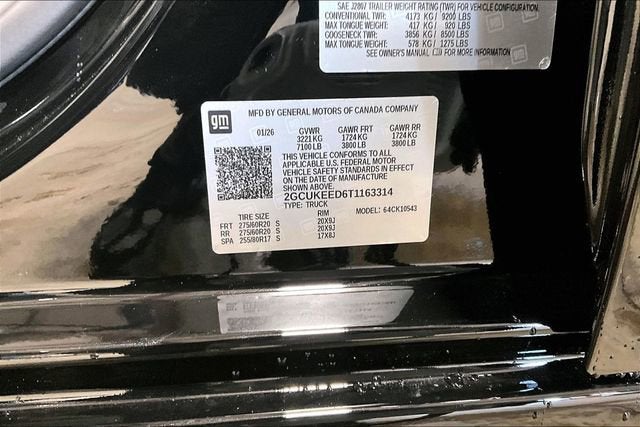 SAE J2807 TRAILER WEIGHT RATING (TWR) FOR VEHICLE CONFIGURATION.
CONVENTIONAL TWR: 4173 KG / 9200 LBS
MAX TONGUE WEIGHT: 417 KG / 920 LBS
GOOSENECK TWR: 3856 KG / 8500 LBS
MAX TONGUE WEIGHT: 578 KG / 1275 LBS
SEE OWNER'S MANUAL FOR MORE INFORMATION
gm
MFD BY GENERAL MOTORS OF CANADA COMPANY
01/26 GVWR GAWR FRT GAWR RR
3221 KG 1724 KG 1724 KG
7100 LB 3800 LB 3800 LB
THIS VEHICLE CONFORMS TO ALL
APPLICABLE U.S. FEDERAL MOTOR
VEHICLE SAFETY STANDARDS IN EFFECT
ON THE DATE OF MANUFACTURE
SHOWN ABOVE.
2GCUKEED6T1163314
TYPE: TRUCK MODEL: 64CK10543
TIRE SIZE RIM
FRT 275/60R20 S 20X9J
RR 275/60R20 S 20X9J
SPA 255/80R17 S 17X8J